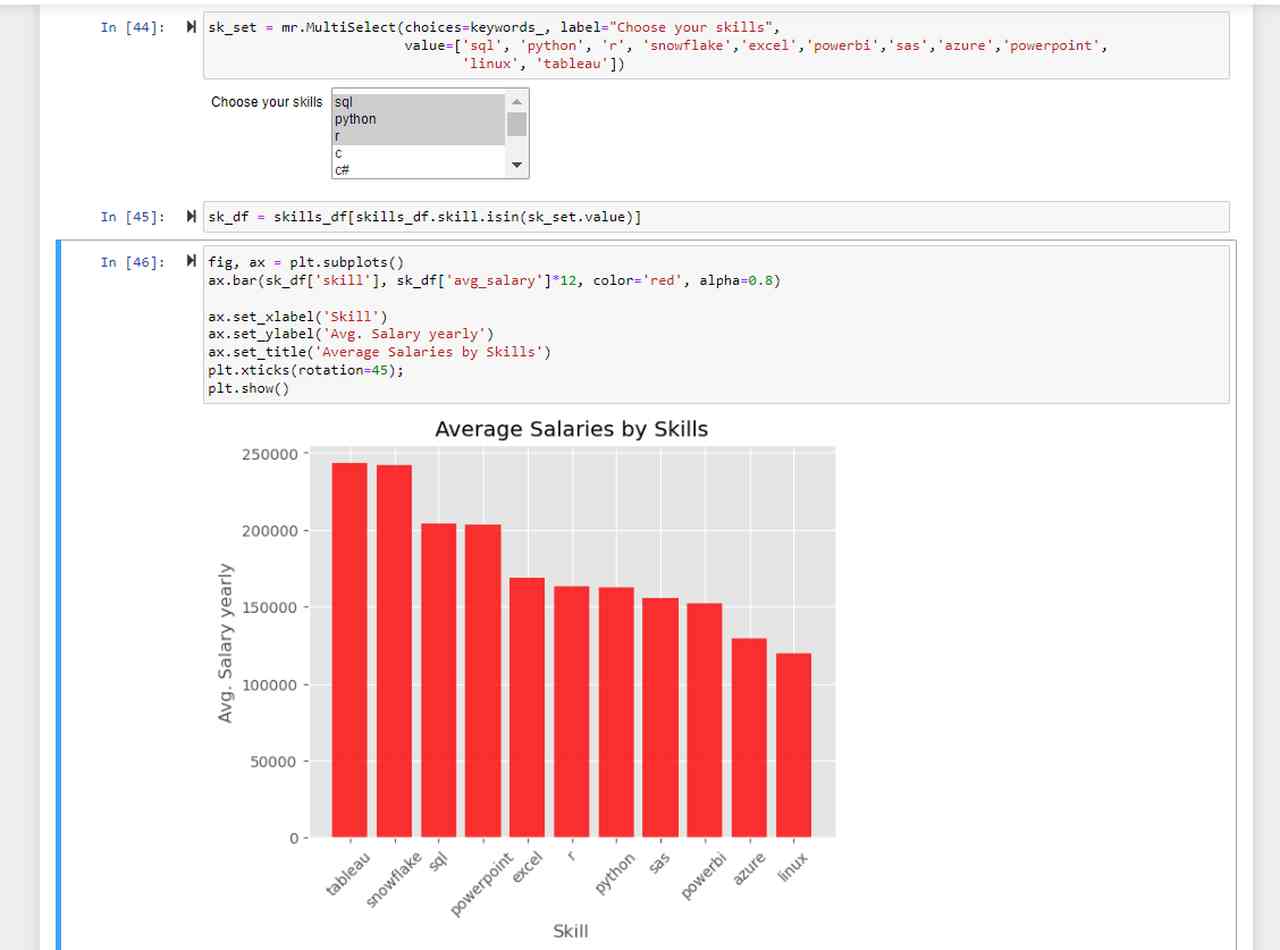 In [44]:
sk_set = mr.MultiSelect(choices=keywords_, label="Choose your skills",
value=['sql', 'python', 'r', 'snowflake','excel','powerbi','sas','azure','powerpoint',
'linux', 'tableau'])
Choose your skills
sql
python
r
c
c#
In [45]:
sk_df = skills_df[skills_df.skill.isin(sk_set.value)]
In [46]:
fig, ax = plt.subplots()
ax.bar(sk_df['skill'], sk_df['avg_salary']*12, color='red', alpha=0.8)
ax.set_xlabel('Skill')
ax.set_ylabel('Avg. Salary yearly')
ax.set_title('Average Salaries by Skills')
plt.xticks(rotation=45);
plt.show()
Average Salaries by Skills
Avg. Salary yearly
250000
200000
150000
100000
50000
0
tableau
snowflake
sql
powerpoint
excel
r
python
sas
powerbi
azure
linux
Skill